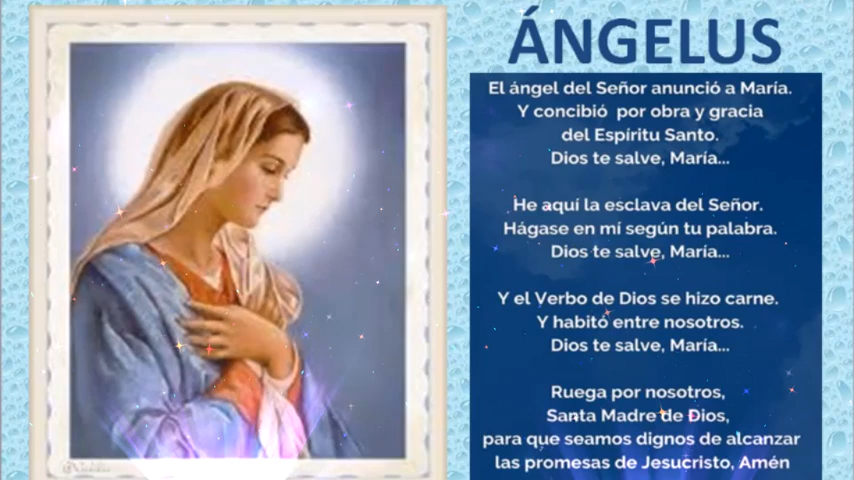 ÁNGELUS
El ángel del Señor anunció a María.
Y concibió por obra y gracia
del Espíritu Santo.
Dios te salve, María...
He aquí la esclava del Señor.
Hágase en mí según tu palabra.
Dios te salve, María...
Y el Verbo de Dios se hizo carne.
Y habitó entre nosotros.
Dios te salve, María...
Ruega por nosotros,
Santa Madre de Dios,
para que seamos dignos de alcanzar
las promesas de Jesucristo, Amén